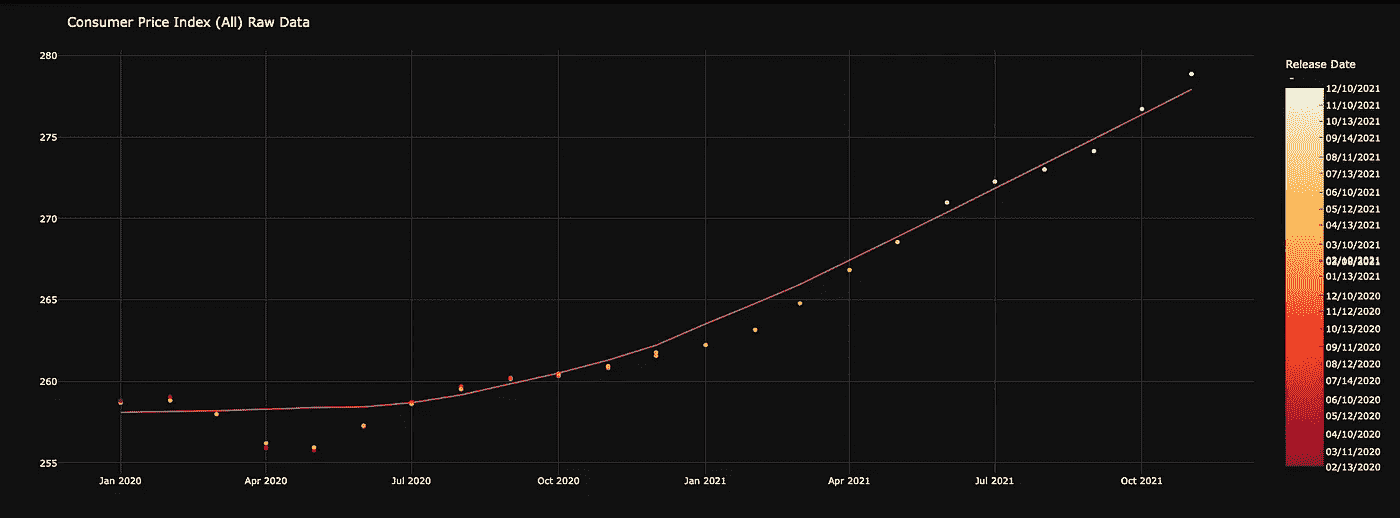 Consumer Price Index (All) Raw Data
280
275
270
265
260
255
Jan 2020
Apr 2020
Jul 2020
Oct 2020
Jan 2021
Apr 2021
Jul 2021
Oct 2021
Release Date
12/10/2021
11/10/2021
10/13/2021
09/14/2021
08/11/2021
07/13/2021
06/10/2021
05/12/2021
04/13/2021
03/10/2021
01/13/2021
12/10/2020
11/12/2020
10/13/2020
09/11/2020
08/12/2020
07/14/2020
06/10/2020
05/12/2020
04/10/2020
03/11/2020
02/13/2020